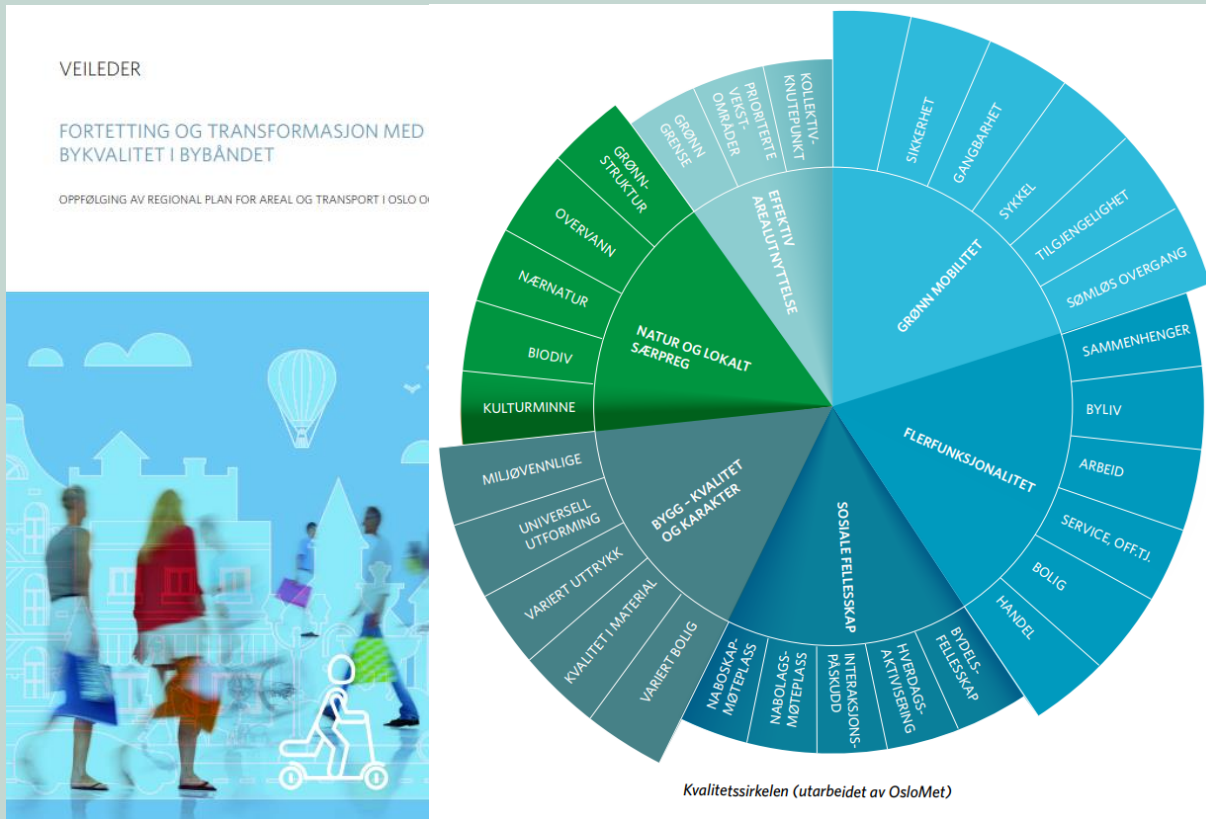 VEILEDER
FORTETTING OG TRANSFORMASJON MED
BYKVALITET I BYBÅNDET
OPPFØLGING AV REGIONAL PLAN FOR AREAL OG TRANSPORT I OSLO
KOLLEKTIV-
KNUTEPUNKT
PRIORITERTE
VEKST-
OMRÅDER
GRØNN
GRENSE
EFFEKTIV
AREALUTNYTTELSE
SIKKERHET
GANGBARHET
SYKKEL
TILGJENGELIGHET
SØMLØS OVERGANG
GRØNN MOBILITET
SAMMENHENGER
BYLIV
ARBEID
SERVICE, OFF.TJ.
BOLIG
HANDEL
FLERFUNKSJONALITET
BYDELS-
FELLESSKAP
HVERDAGS-
AKTIVISERING
INTERAKSJONS-
PÅSKUDD
NABOLAGS-
MØTEPLASS
NABOSKAP-
MØTEPLASS
SOSIALE FELLESSKAP
VARIERT BOLIG
KVALITET I MATERIAL
VARIERT UTTRYKK
UNIVERSELL
UTFORMING
MILJØVENNLIGE
BYGG – KVALITET
OG KARAKTER
KULTURMINNE
BIODIV
NÆRNATUR
OVERVANN
GRØNN-
STRUKTUR
NATUR OG LOKALT
SÆRPREG
Kvalitetssirkelen (utarbeidet av OsloMet)